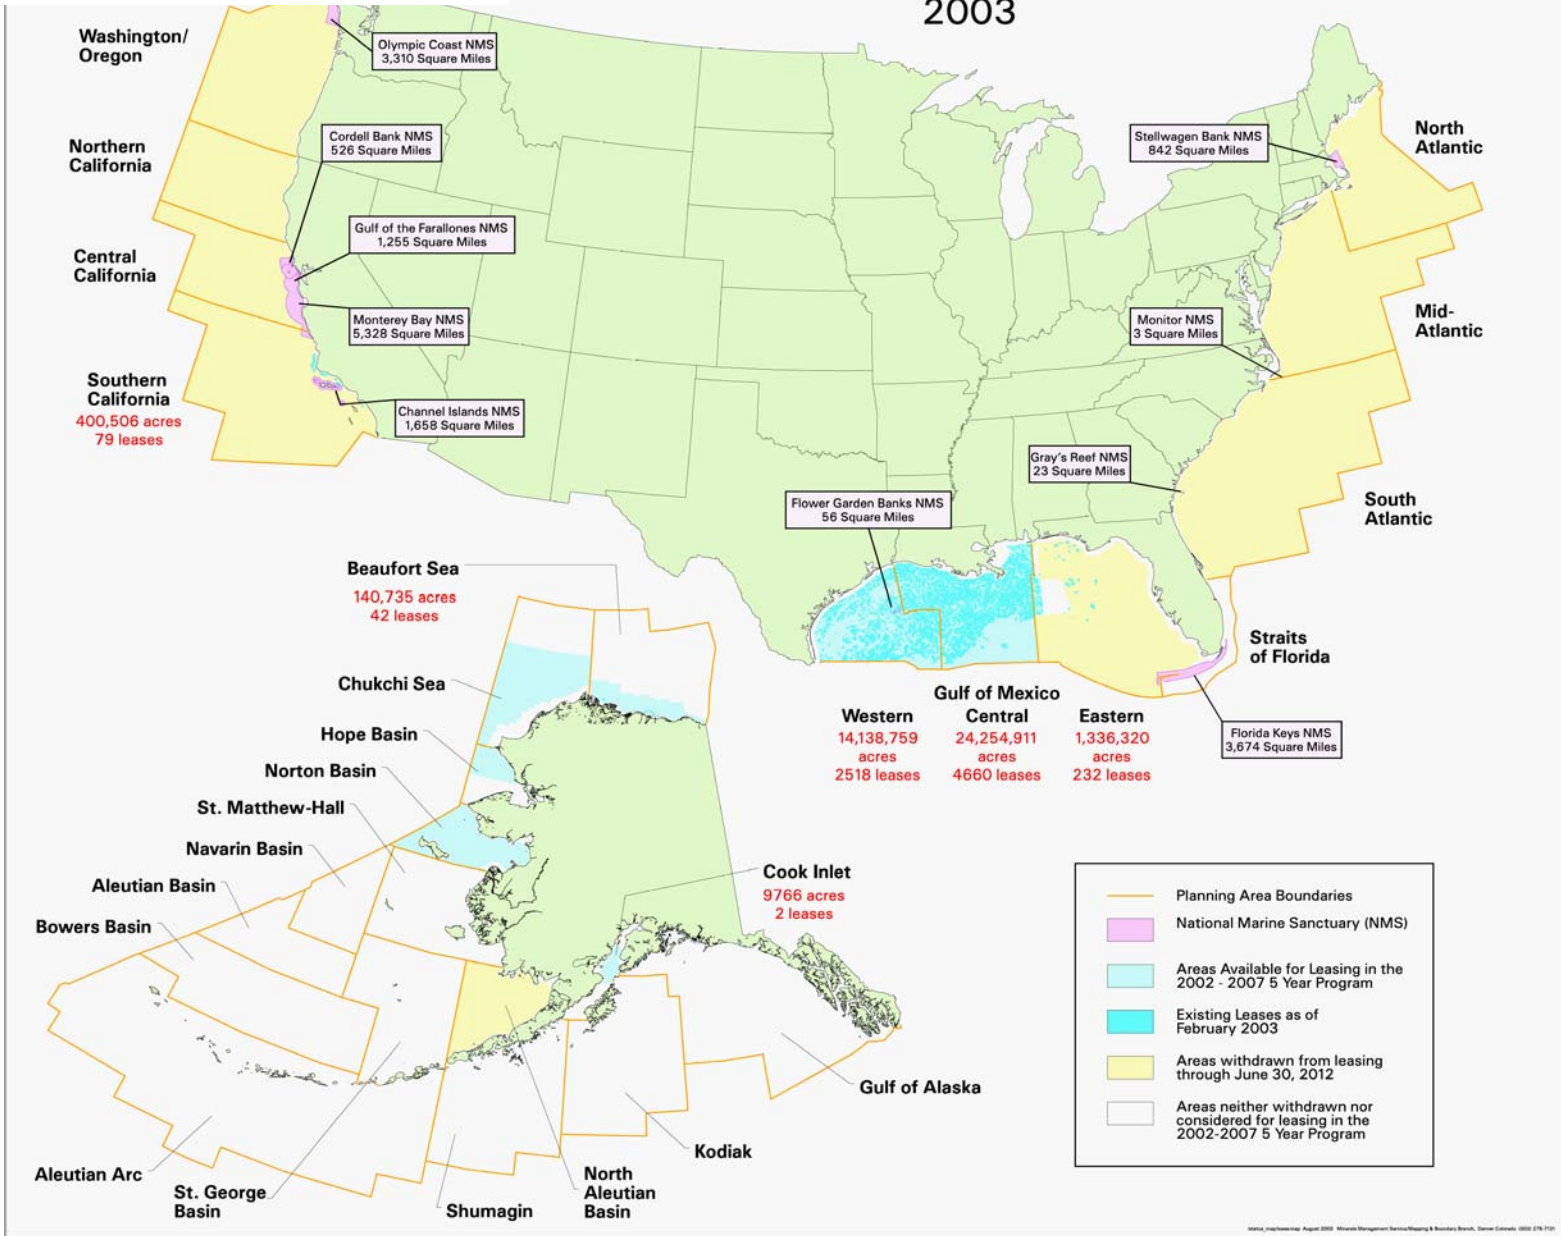 2003
Washington/
Oregon
Olympic Coast NMS
3,310 Square Miles
Northern
California
Cordell Bank NMS
526 Square Miles
Stellwagen Bank NMS
842 Square Miles
North
Atlantic
Central
California
Gulf of the Farallones NMS
1,255 Square Miles
Monterey Bay NMS
5,328 Square Miles
Monitor NMS
3 Square Miles
Mid-
Atlantic
Southern
California
400,506 acres
79 leases
Channel Islands NMS
1,658 Square Miles
Gray's Reef NMS
23 Square Miles
Flower Garden Banks NMS
56 Square Miles
South
Atlantic
Beaufort Sea
140,735 acres
42 leases
Straits
of Florida
Chukchi Sea
Gulf of Mexico
Western
14,138,759
acres
2518 leases
Central
24,254,911
acres
4660 leases
Eastern
1,336,320
acres
232 leases
Florida Keys NMS
3,674 Square Miles
Hope Basin
Norton Basin
St. Matthew-Hall
Navarin Basin
Aleutian Basin
Bowers Basin
Cook Inlet
9766 acres
2 leases
Planning Area Boundaries
National Marine Sanctuary (NMS)
Areas Available for Leasing in the
2002 - 2007 5 Year Program
Existing Leases as of
February 2003
Areas withdrawn from leasing
through June 30, 2012
Areas neither withdrawn nor
considered for leasing in the
2002-2007 5 Year Program
Gulf of Alaska
Kodiak
North
Aleutian
Basin
Shumagin
St. George
Basin
Aleutian Arc
August 2003 Minerals Management Service/Mapping & Boundary Branch, Denver Colorado